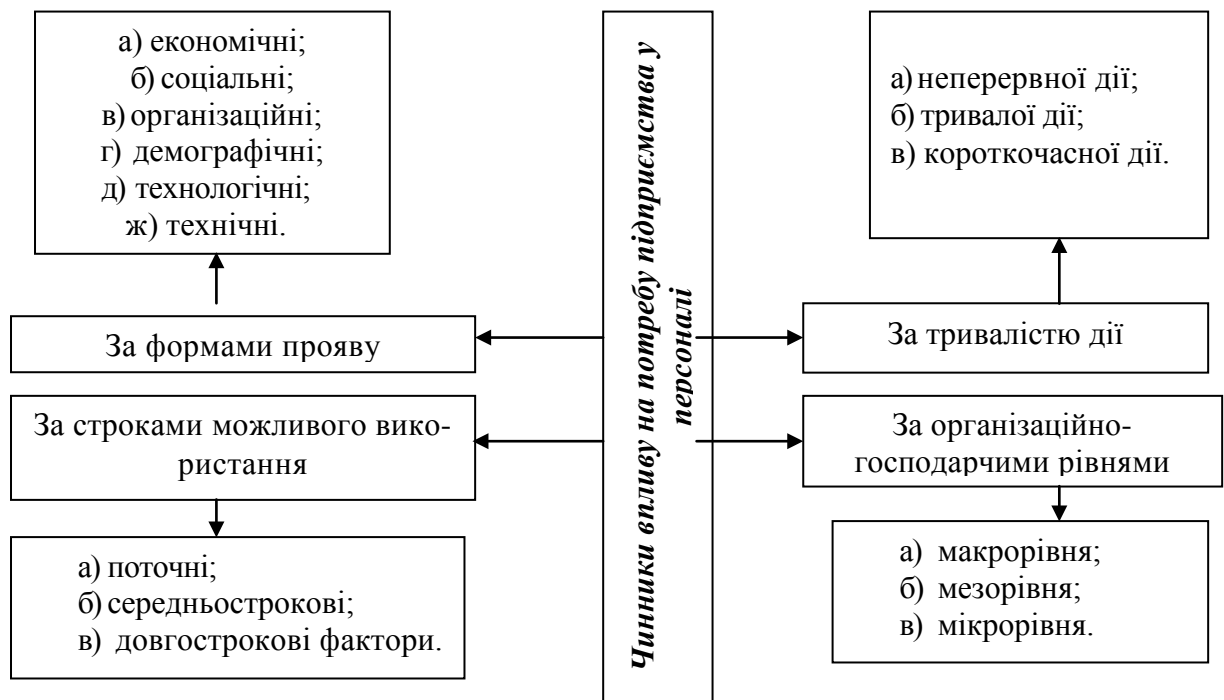 а) економічні;
б) соціальні;
в) організаційні;
г) демографічні;
д) технологічні;
ж) технічні.
За формами прояву
За строками можливого вико-
ристання
а) поточні;
б) середньострокові;
в) довгострокові фактори.
Чинники впливу на потребу підприємства у
персоналі
а) неперервної дії;
б) тривалої дії;
в) короткочасної дії.
За тривалістю дії
За організаційно-
господарчими рівнями
а) макрорівня;
б) мезорівня;
в) мікрорівня.